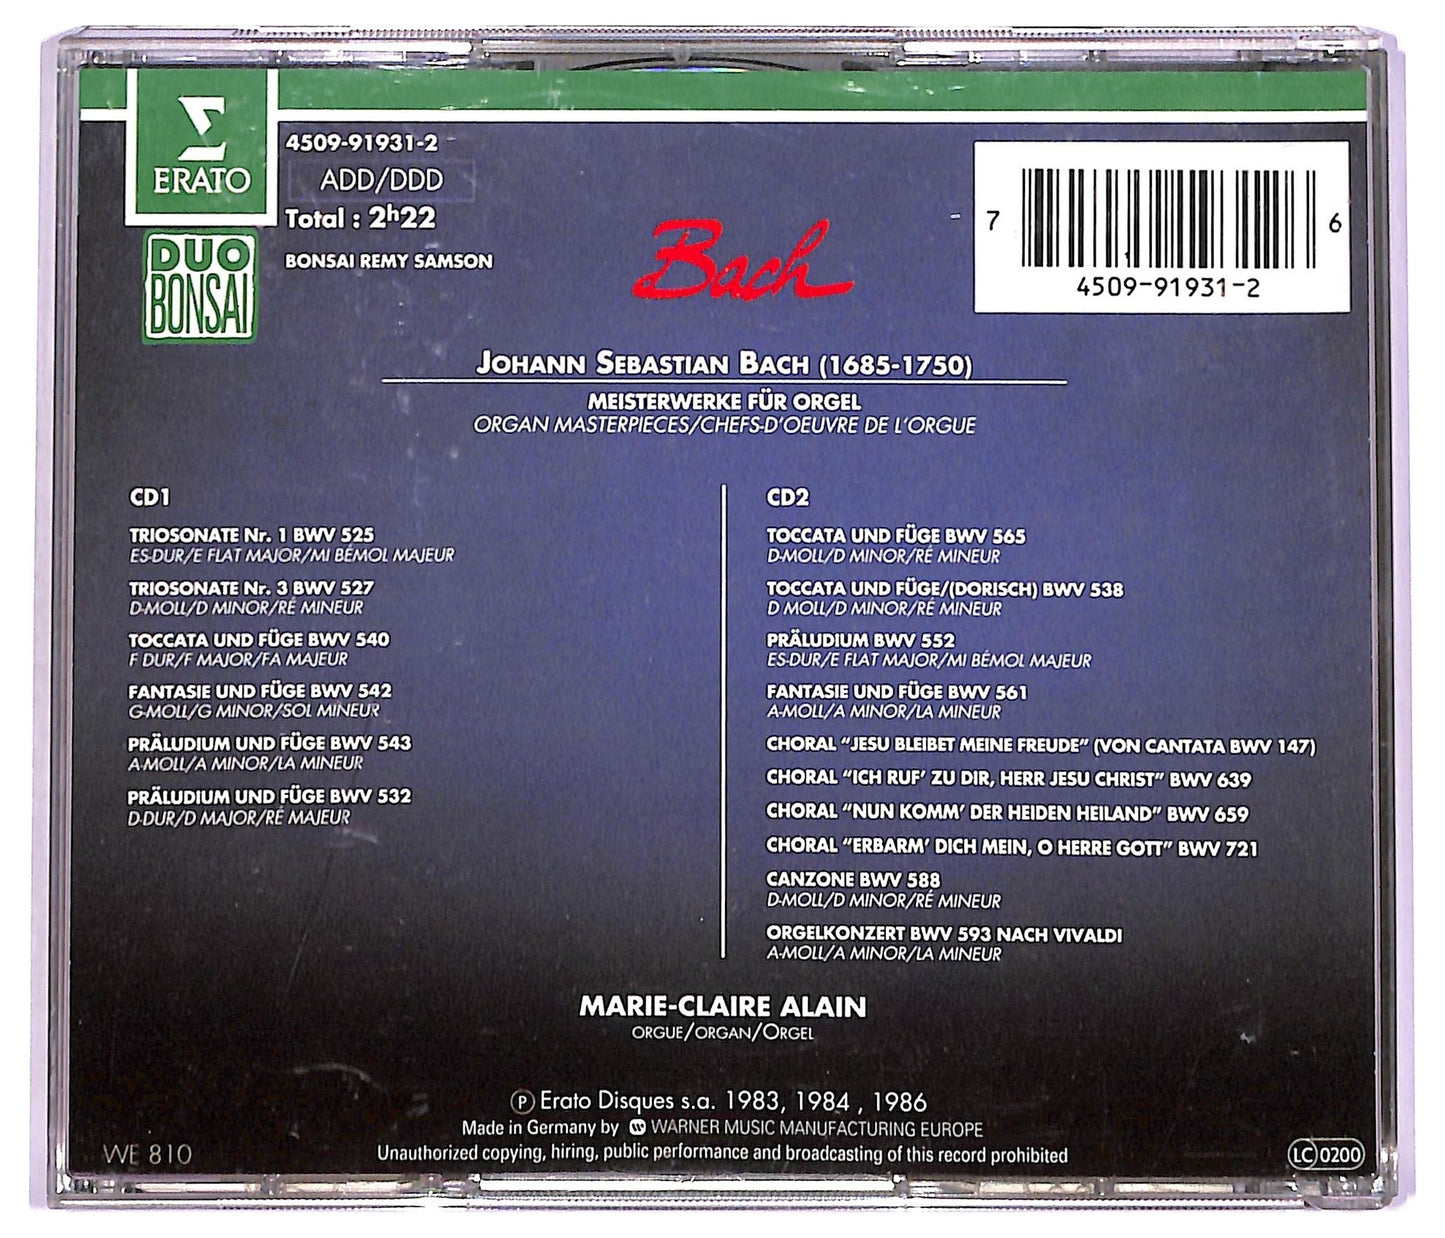 ERATO
4509-91931-2
ADD/DDD
Total : 2h22
BONSAI REMY SAMSON
DUO
BONSAI
Bach
7 6
4509-91931-2
JOHANN SEBASTIAN BACH (1685-1750)
MEISTERWERKE FÜR ORGEL
ORGAN MASTERPIECES/CHEFS-D'OEUVRE DE L'ORGUE
CD1
TRIOSONATE Nr. 1 BWV 525
ES-DUR/E FLAT MAJOR/MI BÉMOL MAJEUR
TRIOSONATE Nr. 3 BWV 527
D-MOLL/D MINOR/RÉ MINEUR
TOCCATA UND FÜGE BWV 540
F DUR/F MAJOR/FA MAJEUR
FANTASIE UND FÜGE BWV 542
G-MOLL/G MINOR/SOL MINEUR
PRÄLUDIUM UND FÜGE BWV 543
A-MOLL/A MINOR/LA MINEUR
PRÄLUDIUM UND FÜGE BWV 532
D-DUR/D MAJOR/RÉ MAJEUR
CD2
TOCCATA UND FÜGE BWV 565
D-MOLL/D MINOR/RÉ MINEUR
TOCCATA UND FÜGE/(DORISCH) BWV 538
D MOLL/D MINOR/RÉ MINEUR
PRÄLUDIUM BWV 552
ES-DUR/E FLAT MAJOR/MI BÉMOL MAJEUR
FANTASIE UND FÜGE BWV 561
A-MOLL/A MINOR/LA MINEUR
CHORAL "JESU BLEIBET MEINE FREUDE" (VON CANTATA BWV 147)
CHORAL "ICH RUF' ZU DIR, HERR JESU CHRIST" BWV 639
CHORAL "NUN KOMM' DER HEIDEN HEILAND" BWV 659
CHORAL "ERBARM' DICH MEIN, O HERRE GOTT" BWV 721
CANZONE BWV 588
D-MOLL/D MINOR/RÉ MINEUR
ORGELKONZERT BWV 593 NACH VIVALDI
A-MOLL/A MINOR/LA MINEUR
MARIE-CLAIRE ALAIN
ORGUE/ORGAN/ORGEL
℗ Erato Disques s.a. 1983, 1984 , 1986
Made in Germany by WARNER MUSIC MANUFACTURING EUROPE
Unauthorized copying, hiring, public performance and broadcasting of this record prohibited
WE 810
LC 0200